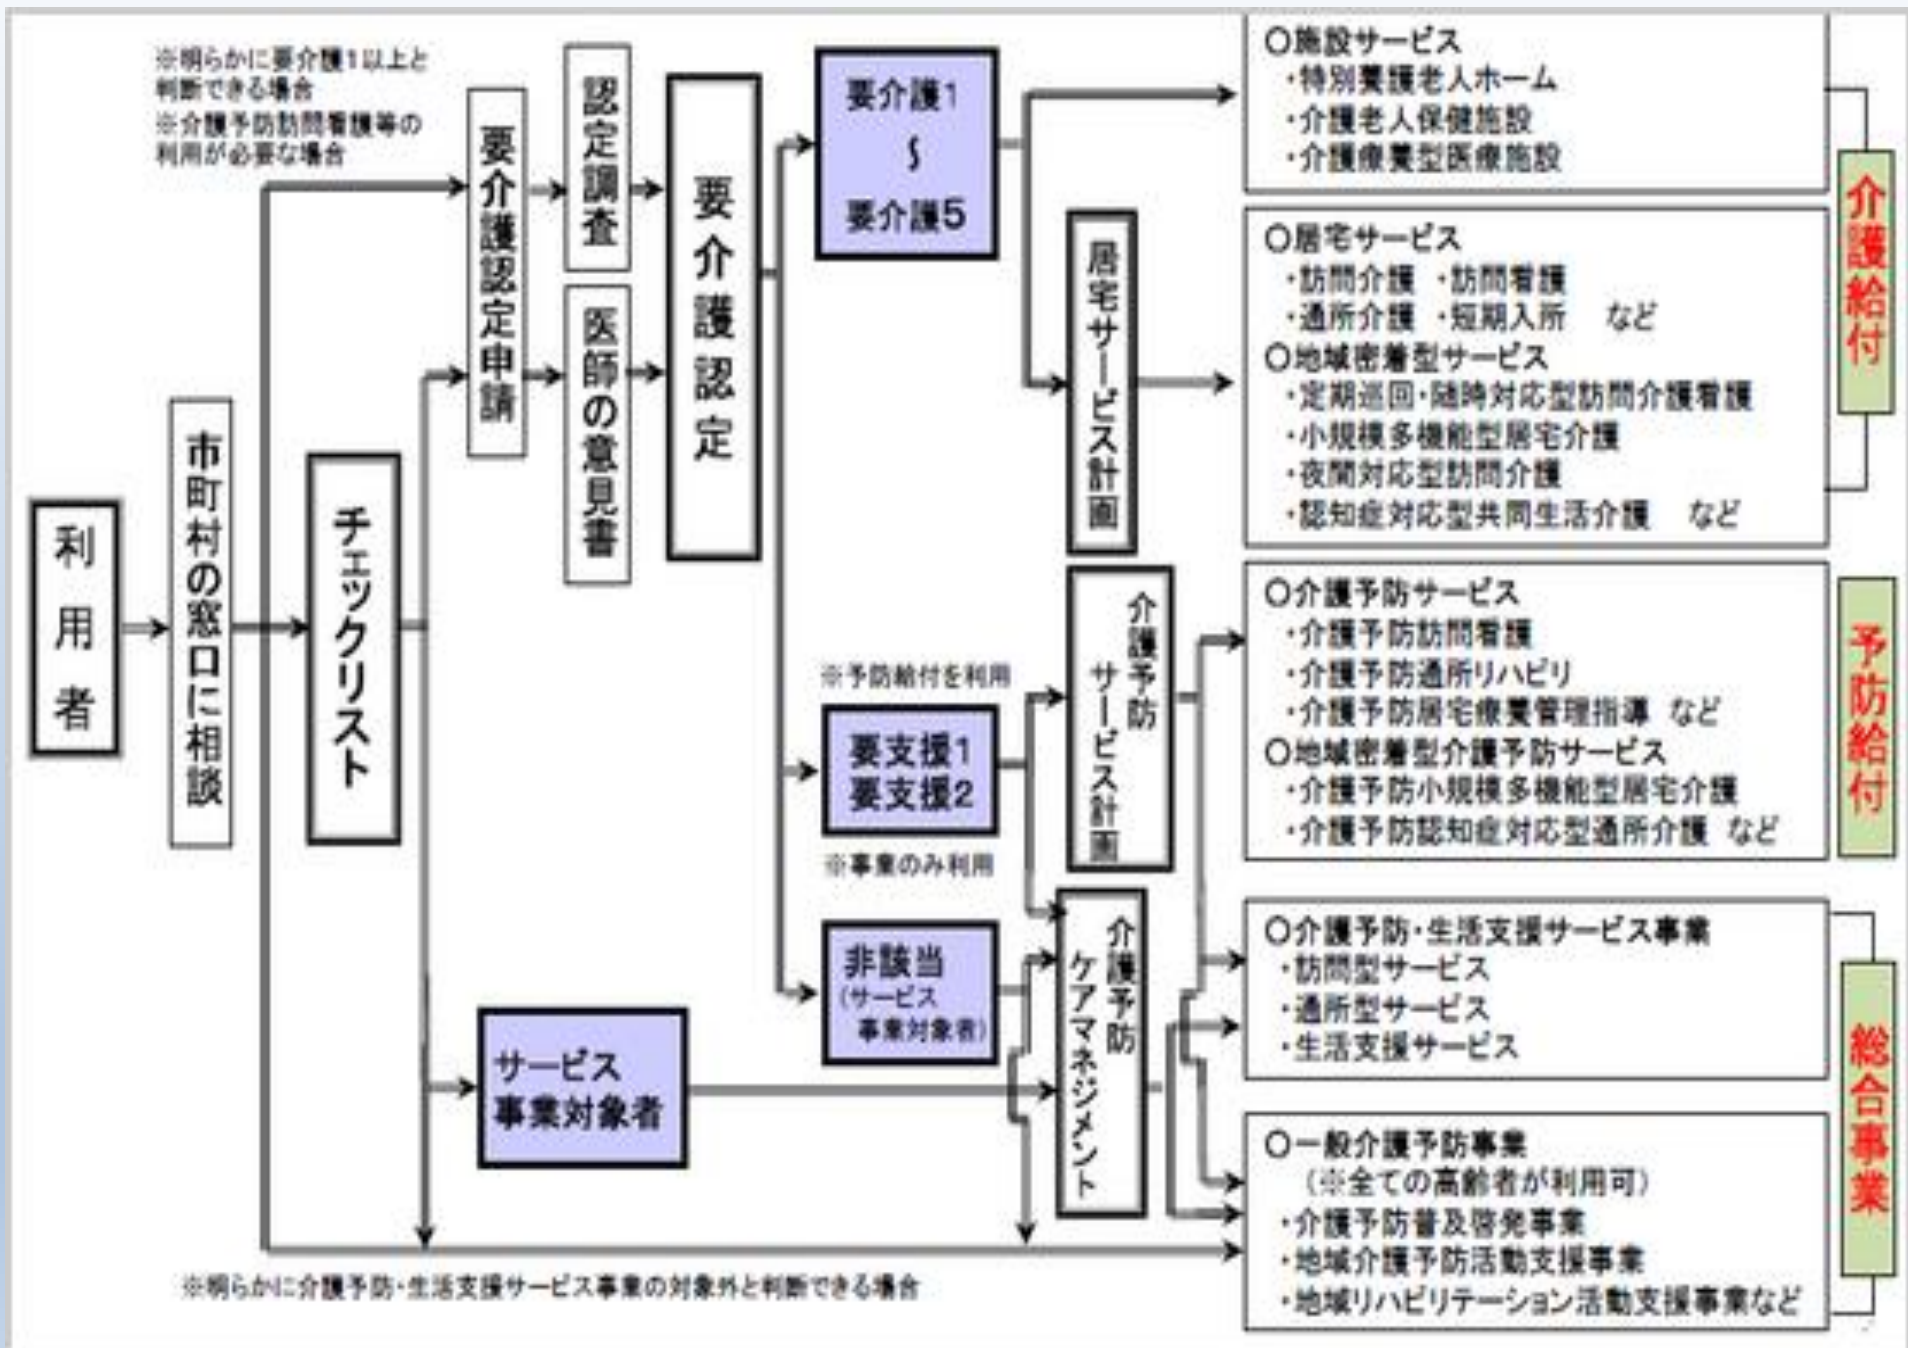 ※明らかに要介護1以上と
判断できる場合
※介護予防訪問看護等の
利用が必要な場合
利用者
市町村の窓口に相談
チェックリスト
要介護認定申請
認定調査
医師の意見書
要介護認定
要介護1
〜
要介護5
※予防給付を利用
要支援1
要支援2
※事業のみ利用
非該当
(サービス
事業対象者)
サービス
事業対象者
居宅サービス計画
介護予防
サービス計画
介護予防
ケアマネジメント
○施設サービス
・特別養護老人ホーム
・介護老人保健施設
・介護療養型医療施設
○居宅サービス
・訪問介護 ・訪問看護
・通所介護 ・短期入所 など
○地域密着型サービス
・定期巡回・随時対応型訪問介護看護
・小規模多機能型居宅介護
・夜間対応型訪問介護
・認知症対応型共同生活介護 など
介護給付
○介護予防サービス
・介護予防訪問看護
・介護予防通所リハビリ
・介護予防居宅療養管理指導 など
○地域密着型介護予防サービス
・介護予防小規模多機能型居宅介護
・介護予防認知症対応型通所介護 など
予防給付
○介護予防・生活支援サービス事業
・訪問型サービス
・通所型サービス
・生活支援サービス
○一般介護予防事業
(※全ての高齢者が利用可)
・介護予防普及啓発事業
・地域介護予防活動支援事業
・地域リハビリテーション活動支援事業など
総合事業
※明らかに介護予防・生活支援サービス事業の対象外と判断できる場合